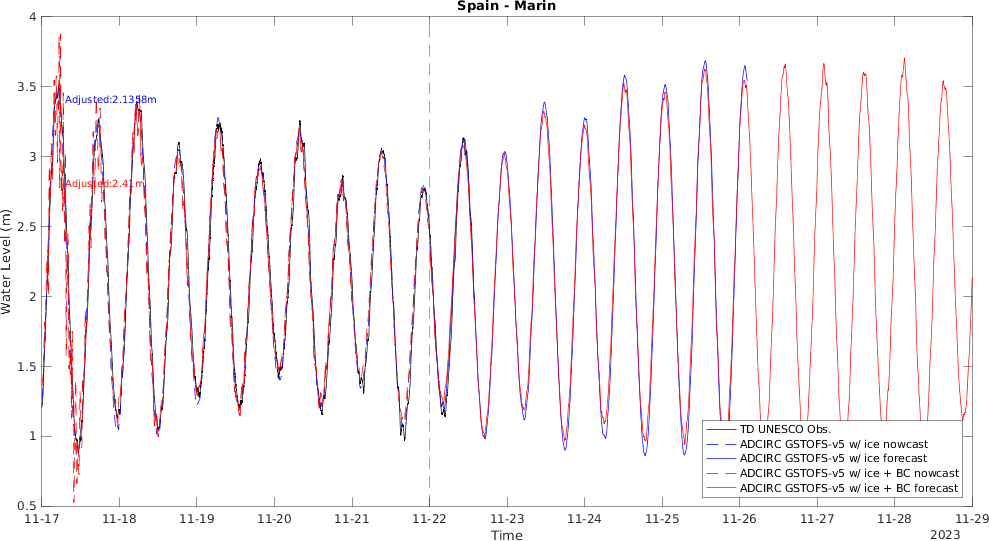 Spain - Marin
4
3.5
3
2.5
2
1.5
1
0.5
Water Level (m)
Adjusted:2.1358m
Adjusted:2.41m
TD UNESCO Obs.
ADCIRC GSTOFS-v5 w/ ice nowcast
ADCIRC GSTOFS-v5 w/ ice forecast
ADCIRC GSTOFS-v5 w/ ice + BC nowcast
ADCIRC GSTOFS-v5 w/ ice + BC forecast
11-17 11-18 11-19 11-20 11-21 11-22 11-23 11-24 11-25 11-26 11-27 11-28 11-29
Time
2023